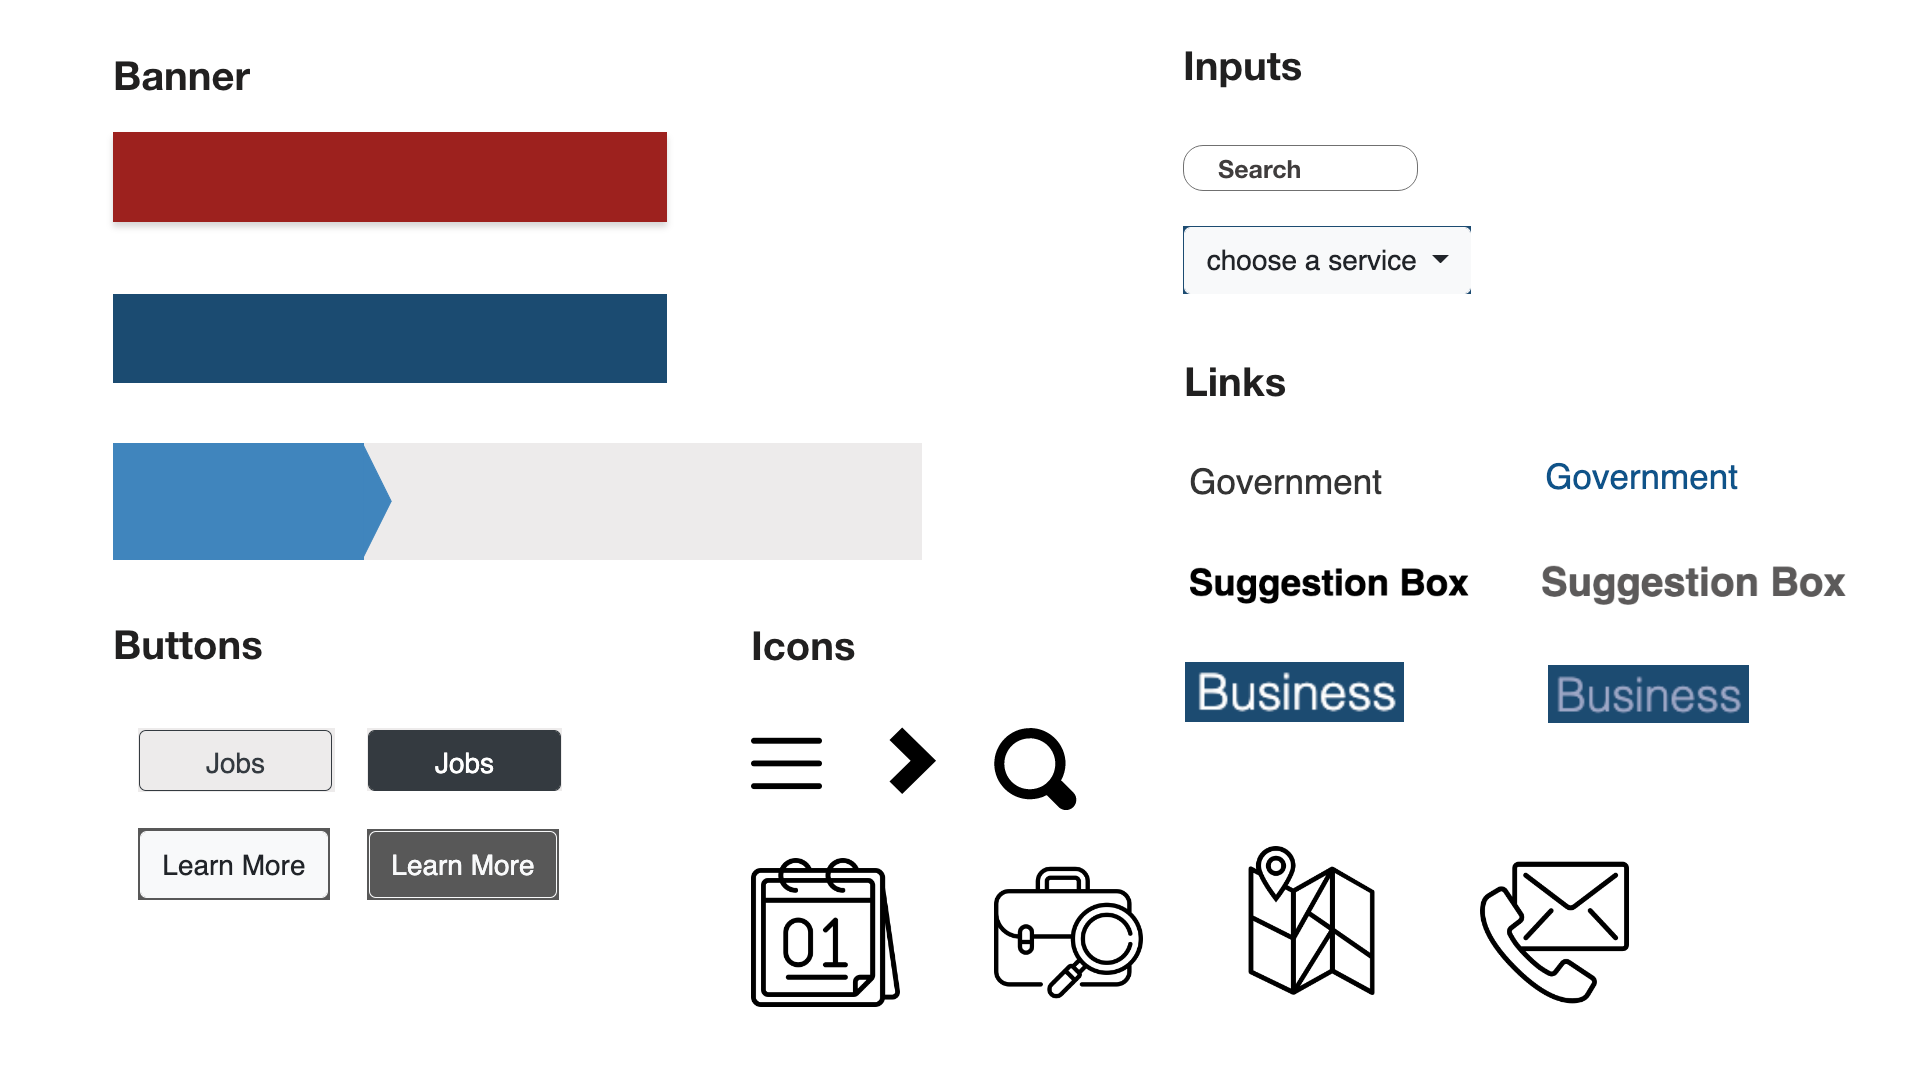 Banner
Inputs
Search
choose a service
Links
Government
Government
Suggestion Box
Suggestion Box
Business
Business
Buttons
Jobs
Jobs
Learn More
Learn More
Icons
01